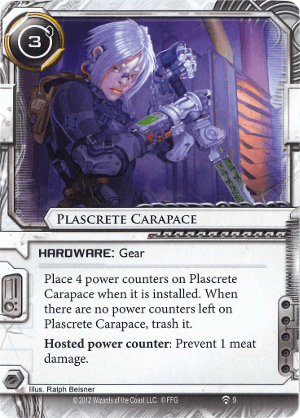 3
PLASCRETE CARAPACE
HARDWARE: Gear
Place 4 power counters on Plascrete
Carapace when it is installed. When
there are no power counters left on
Plascrete Carapace, trash it.
Hosted power counter: Prevent 1 meat
damage.
Illus. Ralph Beisner
© 2012 Wizards of the Coast LLC. © FFG 9